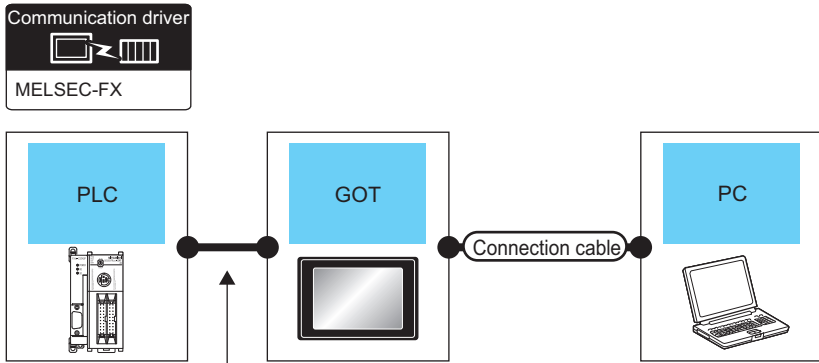 Communication driver
MELSEC-FX
PLC
GOT
PC
Connection cable